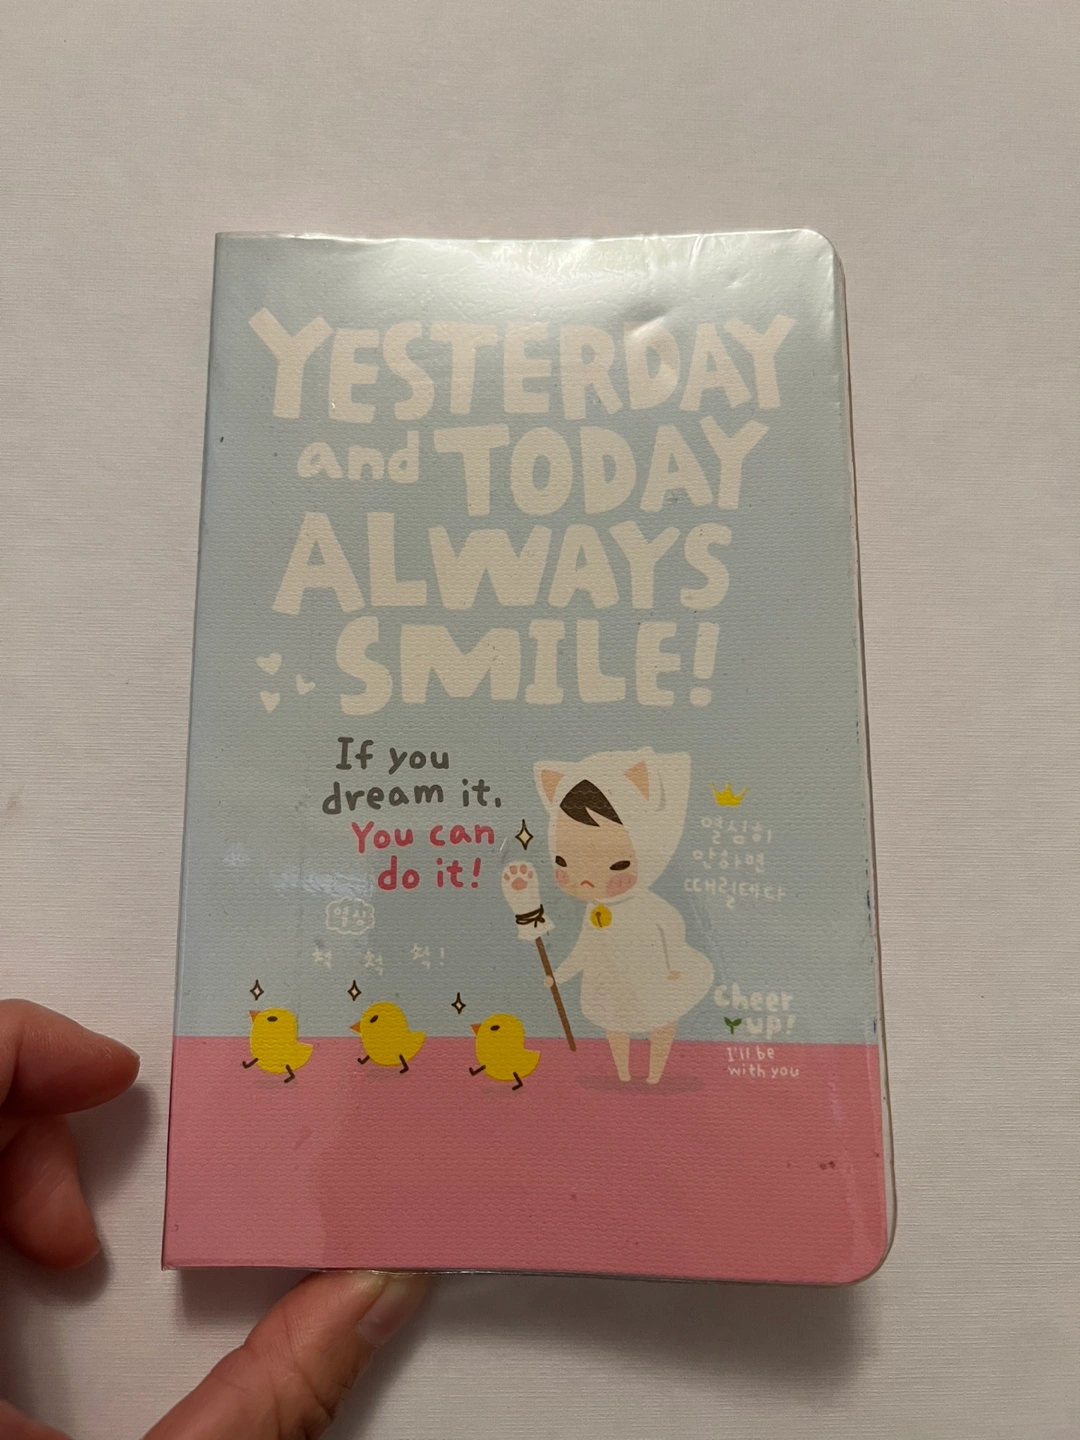 YESTERDAY
and TODAY
ALWAYS
SMILE!
If you
dream it.
You can
do it!
열심히
안하면
때릴테다
척 척 척!
Cheer
up!
I'll be
with you